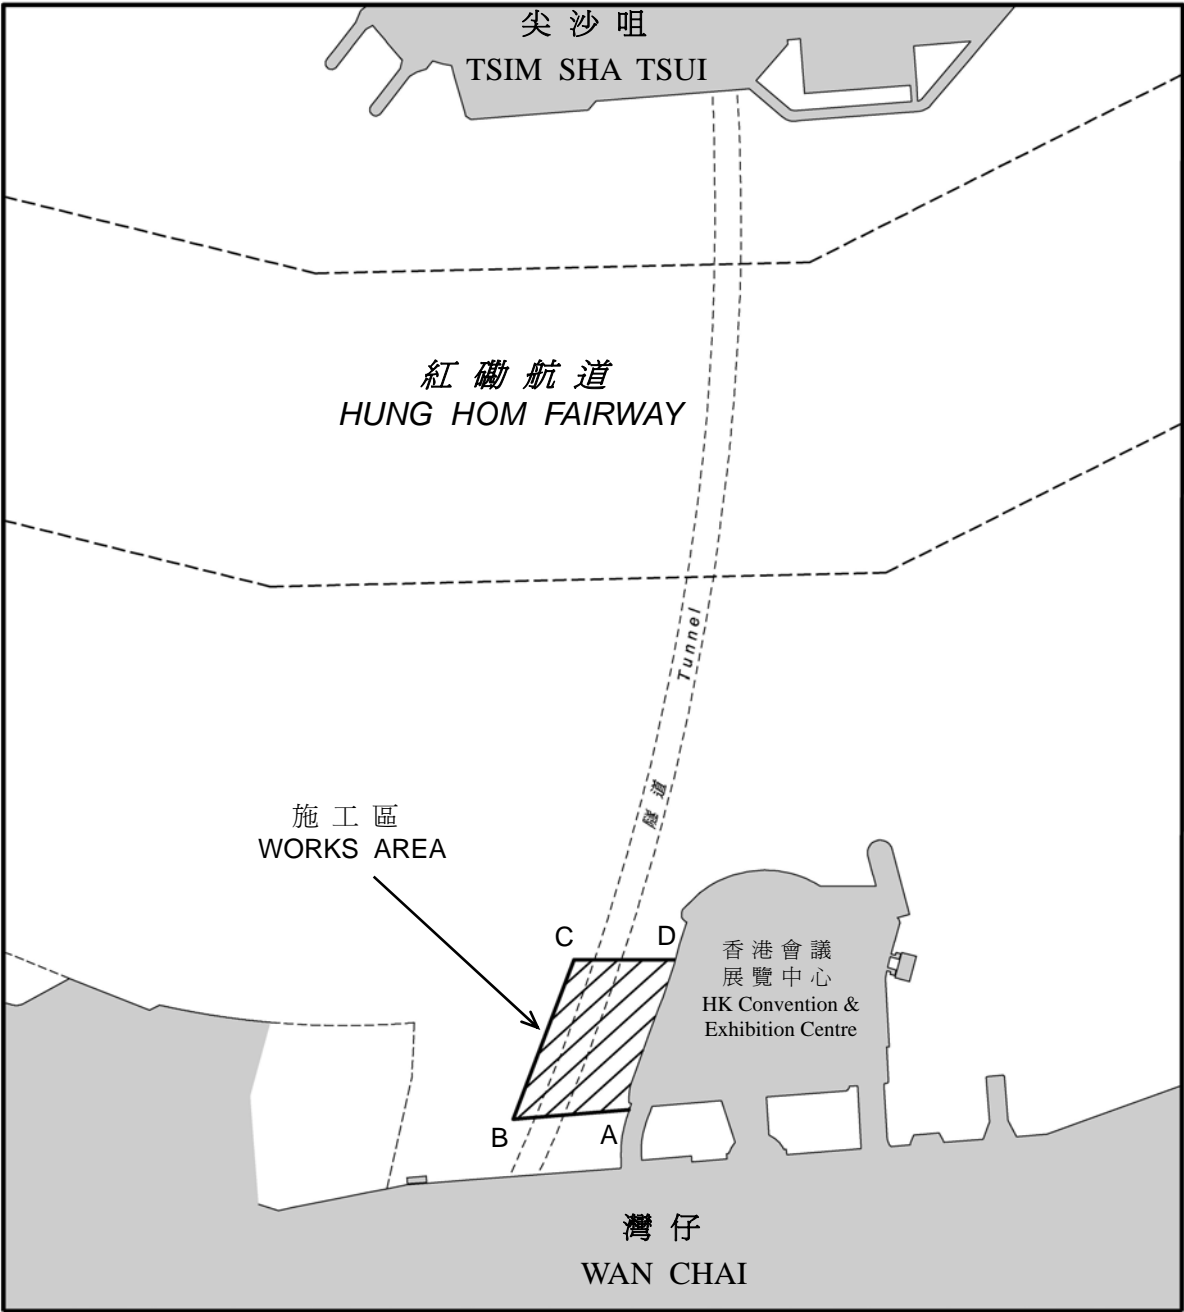 尖沙咀
TSIM SHA TSUI
紅磡航道
HUNG HOM FAIRWAY
Tunnel
隧道
施工區
WORKS AREA
C
D
香港會議
展覽中心
HK Convention &
Exhibition Centre
B
A
灣仔
WAN CHAI